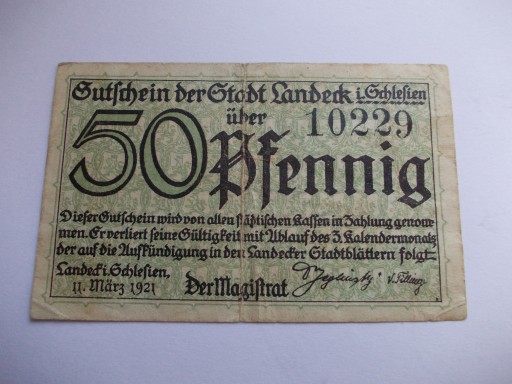 Gutschein der Stadt Landeck i. Schlesien
über 10229
50 Pfennig
Dieser Gutschein wird von allen städtischen Kassen in Zahlung genom-
men. Er verliert seine Gültigkeit mit Ablauf des 3. Kalendermonats
der auf die Aufkündigung in den Landecker Stadtblättern folgt.
Landeck i. Schlesien,
11. März 1921 Der Magistrat